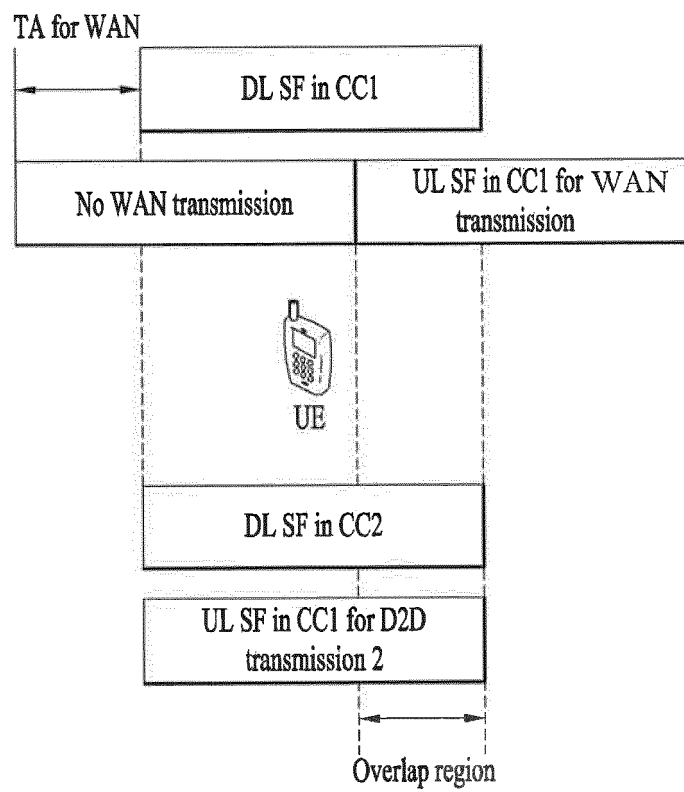 TA for WAN
DL SF in CC1
No WAN transmission
UL SF in CC1 for WAN
transmission
UE
DL SF in CC2
UL SF in CC1 for D2D
transmission 2
Overlap region